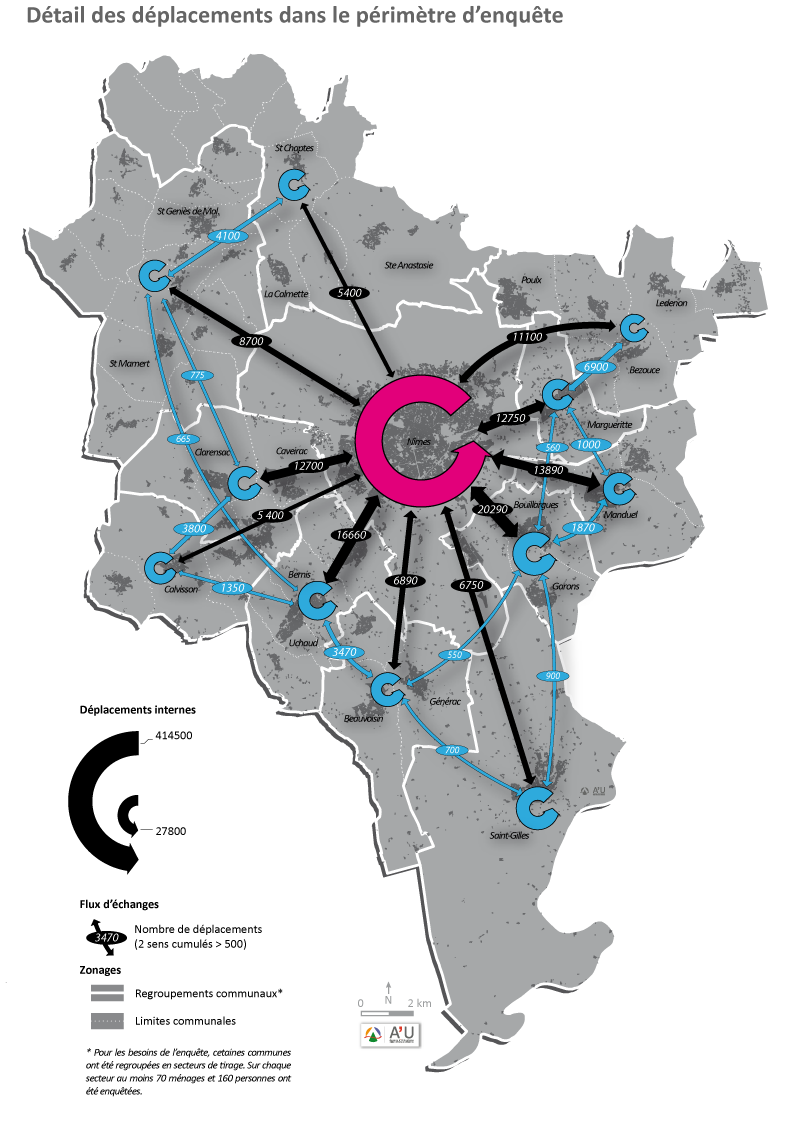 Détail des déplacements dans le périmètre d'enquête
St Chaptes
St Geniès de Mal.
4100
Ste Anastasie
La Calmette
5400
Poulx
Ledenon
8700
11100
St Mamert
775
6900
Bezouce
12750
Marguerittе
665
Clarensac
Caveirac
12700
Nîmes
560
1000
13890
Manduel
5 400
20290
Bouillargues
1870
3800
16660
Calvisson
1350
Bernis
6890
6750
Garons
Uchaud
3470
550
900
Beauvoisin
Générac
700
A'U
Saint-Gilles
Déplacements internes
414500
27800
Flux d'échanges
3470
Nombre de déplacements
(2 sens cumulés > 500)
Zonages
Regroupements communaux*
Limites communales
0 N 2 km
A'U
* Pour les besoins de l'enquête, cetaines communes
ont été regroupées en secteurs de tirage. Sur chaque
secteur au moins 70 ménages et 160 personnes ont
été enquêtées.